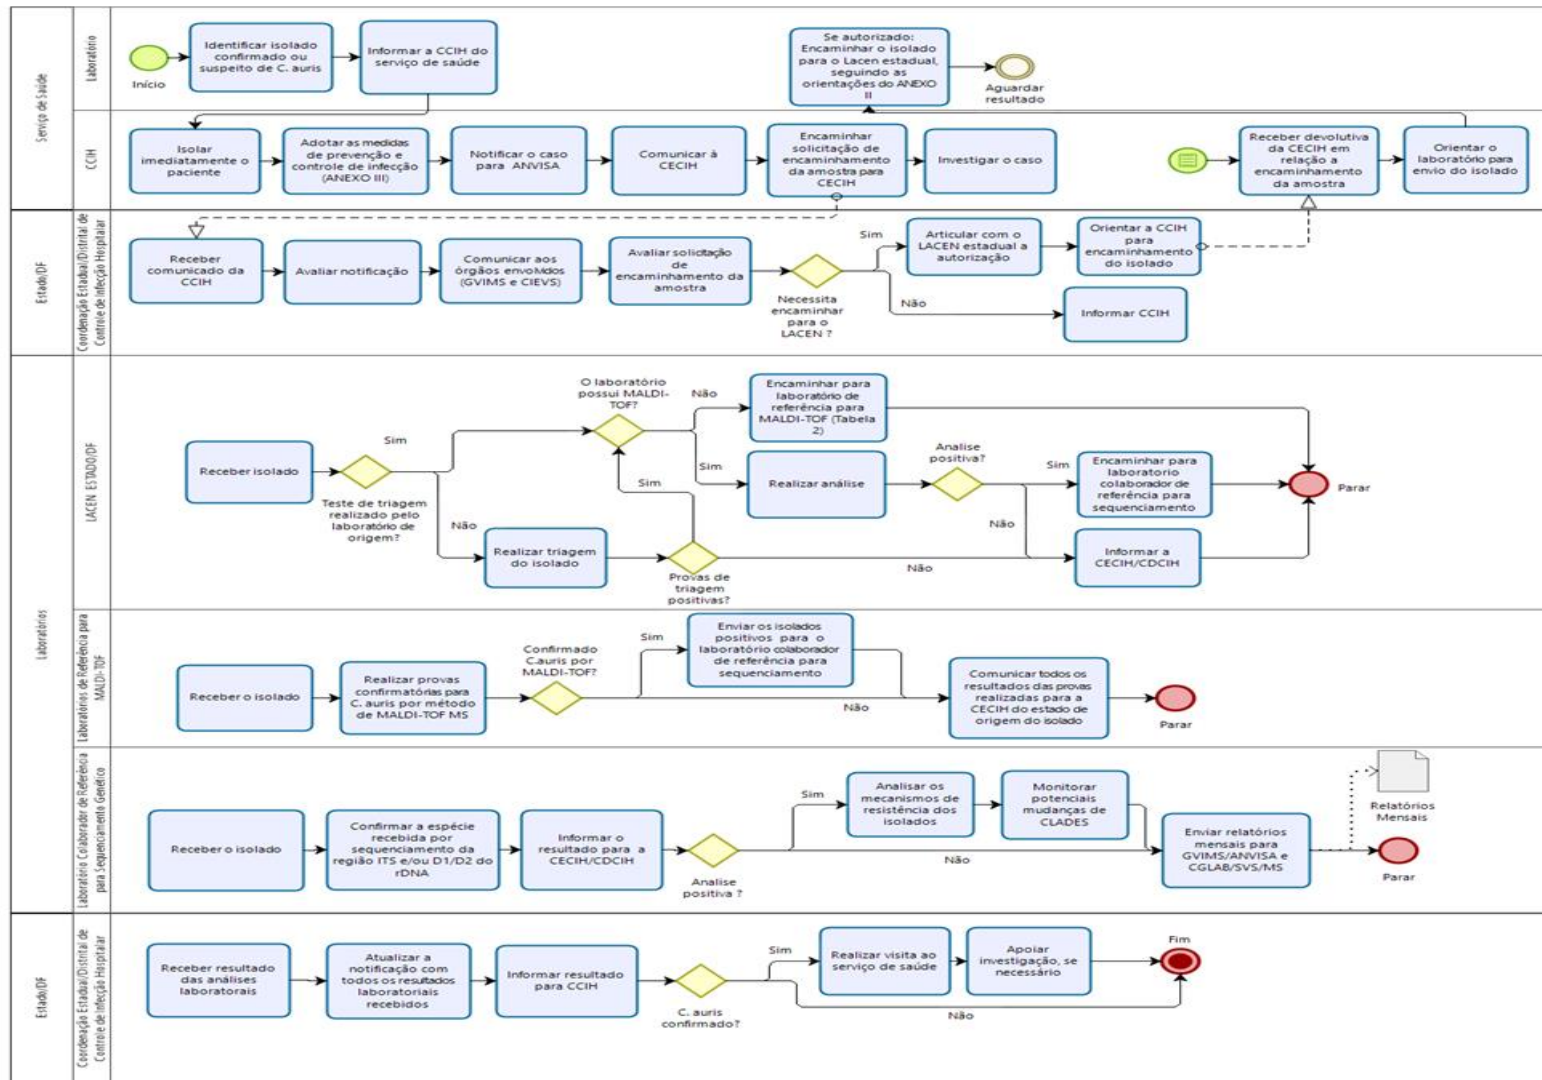 Serviço de Saúde
Laboratório
Início
Identificar isolado
confirmado ou
suspeito de C. auris
Informar a CCIH do
serviço de saúde
Se autorizado:
Encaminhar o isolado
para o Lacen estadual,
seguindo as
orientações do ANEXO
II
Aguardar
resultado
CCIH
Isolar
imediatamente o
paciente
Adotar as medidas
de prevenção e
controle de infecção
(ANEXO III)
Notificar o caso
para ANVISA
Comunicar à
CECIH
Encaminhar
solicitação de
encaminhamento
da amostra para
CECIH
Investigar o caso
Receber devolutiva
da CECIH em
relação a
encaminhamento
da amostra
Orientar o
laboratório para
envio do isolado
Estado/DF
Coordenação Estadual/Distrital de
Controle de Infecção Hospitalar
Receber
comunicado da
CCIH
Avaliar notificação
Comunicar aos
órgãos envolvidos
(GVIMS e CIEVS)
Avaliar solicitação
de
encaminhamento da
amostra
Necessita
encaminhar
para o
LACEN ?
Sim
Articular com o
LACEN estadual a
autorização
Orientar a CCIH
para
encaminhamento
do isolado
Não
Informar CCIH
Laboratórios
LACEN ESTADO/DF
Receber isolado
Teste de triagem
realizado pelo
laboratório de
origem?
Sim
Não
Realizar triagem
do isolado
Provas de
triagem
positivas?
Sim
Não
O laboratório
possui MALDI-
TOF?
Não
Encaminhar para
laboratório de
referência para
MALDI-TOF (Tabela
2)
Sim
Realizar análise
Analise
positiva?
Sim
Encaminhar para
laboratorio
colaborador de
referência para
sequenciamento
Não
Informar a
CECIH/CDCIH
Parar
Laboratórios de Referência para
MALDI-TOF
Receber o isolado
Realizar provas
confirmatórias para
C. auris por método
de MALDI-TOF MS
Confirmado
C.auris por
MALDI-TOF?
Sim
Enviar os isolados
positivos para o
laboratório colaborador
de referência para
sequenciamento
Não
Comunicar todos os
resultados das provas
realizadas para a
CECIH do estado de
origem do isolado
Parar
Laboratório Colaborador de Referência
para Sequenciamento Genético
Receber o isolado
Confirmar a espécie
recebida por
sequenciamento da
região ITS e/ou D1/D2 do
rDNA
Informar o
resultado para a
CECIH/CDCIH
Analise
positiva ?
Sim
Analisar os
mecanismos de
resistência dos
isolados
Monitorar
potenciais
mudanças de
CLADES
Não
Enviar relatórios
mensais para
GVIMS/ANVISA e
CGLAB/SVS/MS
Relatórios
Mensais
Parar
Estado/DF
Coordenação Estadual/Distrital de
Controle de Infecção Hospitalar
Receber resultado
das análises
laboratorais
Atualizar a
notificação com
todos os resultados
laboratoriais
recebidos
Informar resultado
para CCIH
C. auris
confirmado?
Sim
Realizar visita ao
serviço de saúde
Apoiar
investigação, se
necessário
Não
Fim